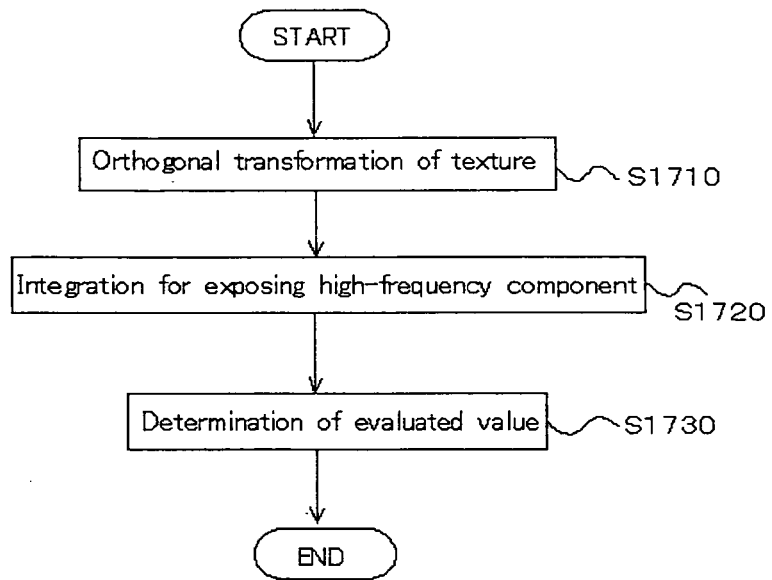 START
Orthogonal transformation of texture
S1710
Integration for exposing high-frequency component
S1720
Determination of evaluated value
S1730
END